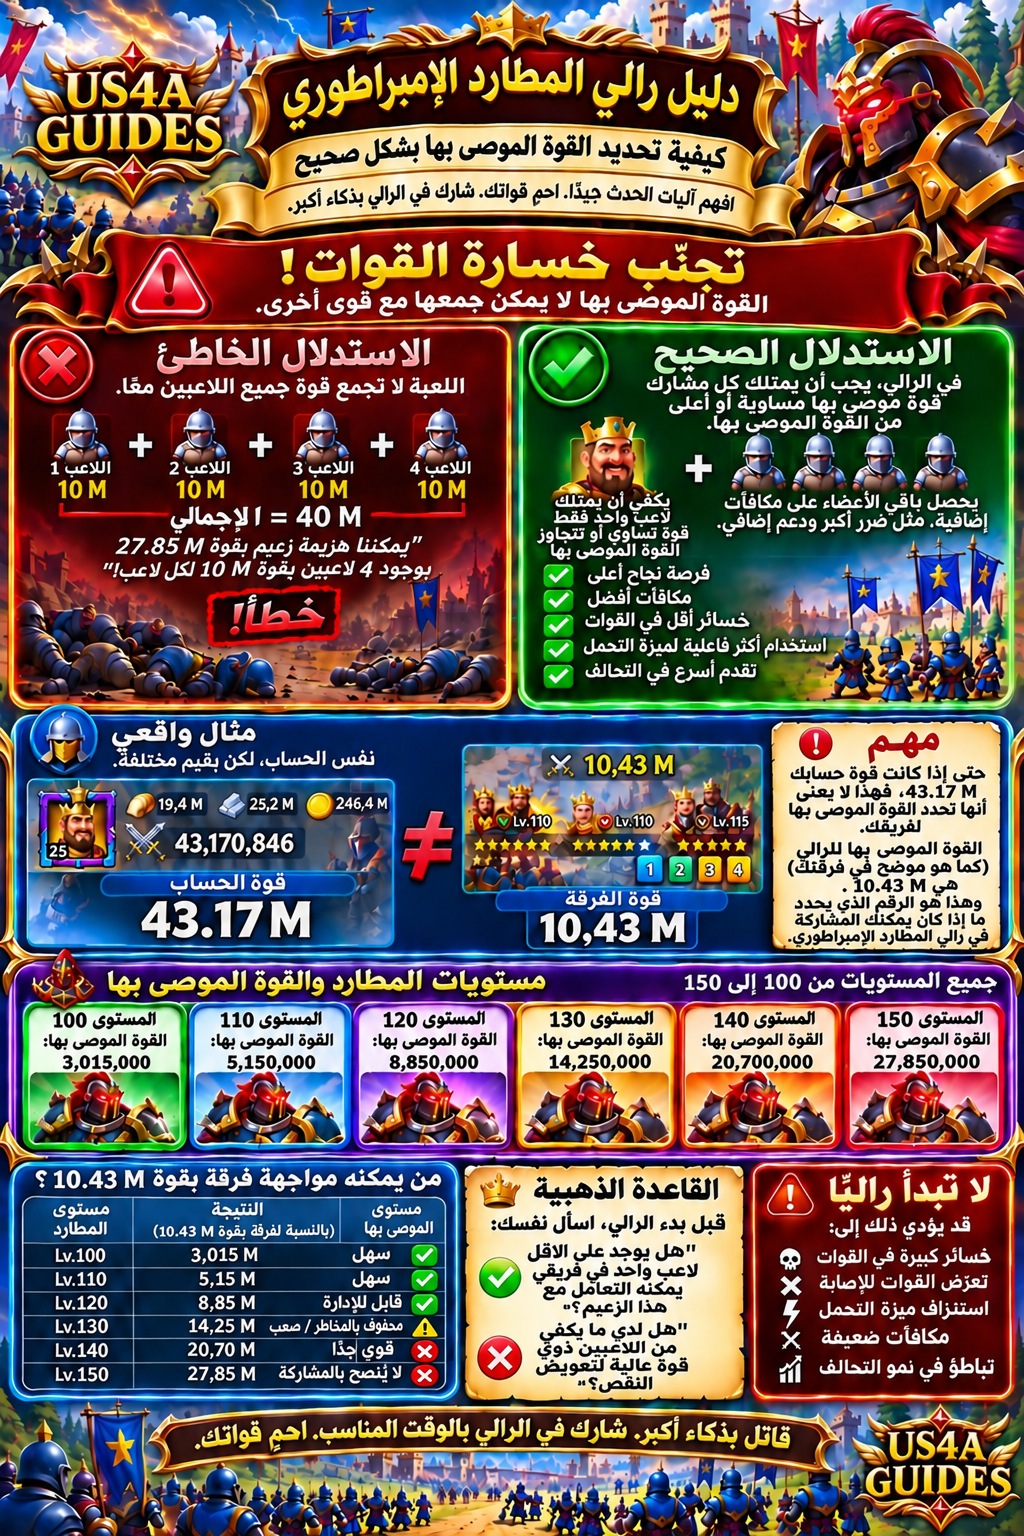 US4A
GUIDES
دليل رالي المطارد الإمبراطوري
كيفية تحديد القوة الموصى بها بشكل صحيح
افهم آليات الحدث جيدًا. احمِ قواتك. شارك في الرالي بذكاء أكبر.
تجنّب خسارة القوات !
القوة الموصى بها لا يمكن جمعها مع قوى أخرى.
الاستدلال الخاطئ
اللعبة لا تجمع قوة جميع اللاعبين معًا.
+ + +
اللاعب 1 اللاعب 2 اللاعب 3 اللاعب 4
10 M 10 M 10 M 10 M
الإجمالي = 40 M
"يمكننا هزيمة زعيم بقوة 27.85 M
بوجود 4 لاعبين بقوة 10 M لكل لاعب!"
خطأ!
الاستدلال الصحيح
في الرالي، يجب أن يمتلك كل مشارك
قوة موصى بها مساوية أو أعلى
من القوة الموصى بها.
+
يكفي أن يمتلك
لاعب واحد فقط
قوة تساوي أو تتجاوز
القوة الموصى بها
يحصل باقي الأعضاء على مكافآت
إضافية. مثل ضرر أكبر ودعم إضافي.
فرصة نجاح أعلى
مكافآت أفضل
خسائر أقل في القوات
استخدام أكثر فاعلية لميزة التحمل
تقدم أسرع في التحالف
مثال واقعي
نفس الحساب، لكن بقيم مختلفة.
19,4 M 25,2 M 246,4 M
25
43,170,846
قوة الحساب
43.17 M
≠
10,43 M
Lv.110 Lv.110 Lv.115
1 2 3 4
قوة الفرقة
10,43 M
مهم
حتى إذا كانت قوة حسابك
43.17 M، فهذا لا يعنى
أنها تحدد القوة الموصى بها
لفريقك.
القوة الموصى بها للرالي
(كما هو موضح في فرقتك)
هي 10.43 M .
وهذا هو الرقم الذي يحدد
ما إذا كان يمكنك المشاركة
في رالي المطارد الإمبراطوري.
مستويات المطارد والقوة الموصى بها
جميع المستويات من 100 إلى 150
المستوى 100
القوة الموصى بها:
3,015,000
المستوى 110
القوة الموصى بها:
5,150,000
المستوى 120
القوة الموصى بها:
8,850,000
المستوى 130
القوة الموصى بها:
14,250,000
المستوى 140
القوة الموصى بها:
20,700,000
المستوى 150
القوة الموصى بها:
27,850,000
من يمكنه مواجهة فرقة بقوة 10.43 M ؟
مستوى المطارد النتيجة (بالنسبة لفرقة بقوة 10.43 M) مستوى الموصى بها
Lv.100 3,015 M سهل
Lv.110 5,15 M سهل
Lv.120 8,85 M قابل للإدارة
Lv.130 14,25 M محفوف بالمخاطر / صعب
Lv.140 20,70 M قوي جدًا
Lv.150 27,85 M لا يُنصح بالمشاركة
القاعدة الذهبية
قبل بدء الرالي، اسأل نفسك:
"هل يوجد على الاقل
لاعب واحد في فريقي
يمكنه التعامل مع
هذا الزعيم؟"
"هل لدي ما يكفي
من اللاعبين ذوي
قوة عالية لتعويض
النقص؟"
لا تبدأ راليًّا
قد يؤدي ذلك إلى:
خسائر كبيرة في القوات
تعرّض القوات للإصابة
استنزاف ميزة التحمل
مكافآت ضعيفة
تباطؤ في نمو التحالف
قاتل بذكاء أكبر. شارك في الرالي بالوقت المناسب. احمِ قواتك.
US4A
GUIDES